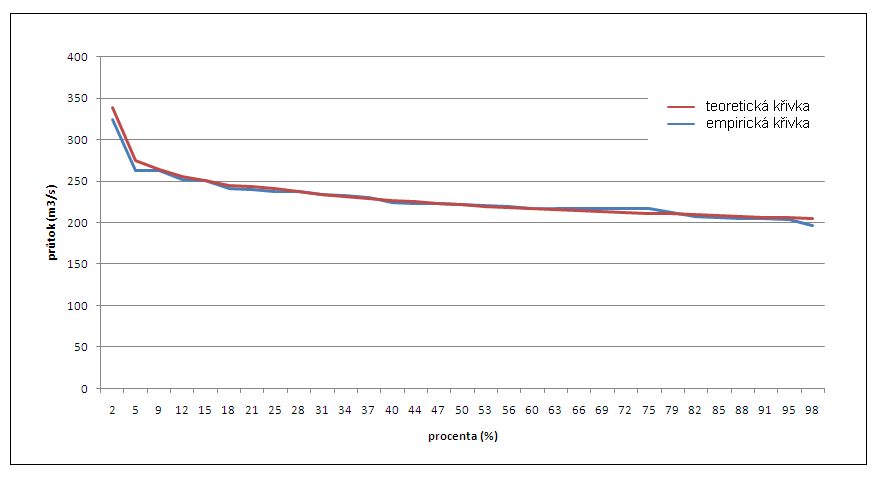 400
350
300
250
200
150
100
50
0
průtok (m3/s)
teoretická křivka
empirická křivka
2 5 9 12 15 18 21 25 28 31 34 37 40 44 47 50 53 56 60 63 66 69 72 75 79 82 85 88 91 95 98
procenta (%)